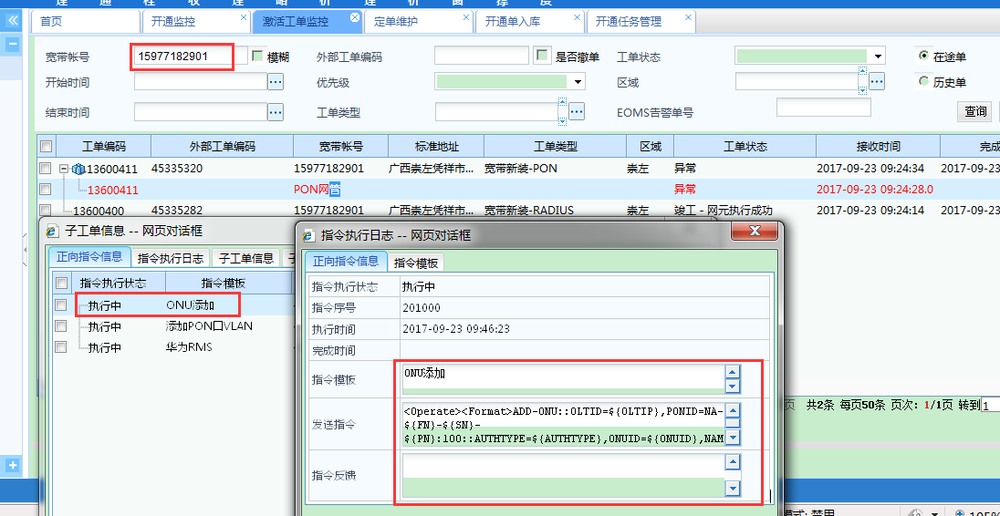 首页 开通监控 激活工单监控 定单维护 开通单入库 开通任务管理
宽带帐号 15977182901 模糊 外部工单编码 是否撤单 工单状态 在途单
开始时间 优先级 区域 历史单
结束时间 工单类型 EOMS告警单号 查询
工单编码 外部工单编码 宽带帐号 标准地址 工单类型 区域 工单状态 接收时间 完成
13600411 45335320 15977182901 广西崇左凭祥市... 宽带新装-PON 崇左 异常 2017-09-23 09:24:34 2017-09-23
13600411 PON网管 异常 2017-09-23 09:24:28.0
13600400 45335282 15977182901 广西崇左凭祥市... 宽带新装-RADIUS 崇左 竣工 - 网元执行成功 2017-09-23 09:24:14 2017-09-23
子工单信息 -- 网页对话框
正向指令信息 指令执行日志 子工单信息
指令执行状态 指令模板
执行中 ONU添加
执行中 添加PON口VLAN
执行中 华为RMS
指令执行日志 -- 网页对话框
正向指令信息 指令模板
指令执行状态 执行中
指令序号 201000
执行时间 2017-09-23 09:46:23
完成时间
指令模板 ONU添加
发送指令
<Operate><Format>ADD-ONU::OLTID=${OLTIP},PONID=NA-
${FN}-${SN}-
${PN}:100::AUTHTYPE=${AUTHTYPE},ONUID=${ONUID},NAM
指令反馈
页 共2条 每页50条 页次: 1/1页 转到 1